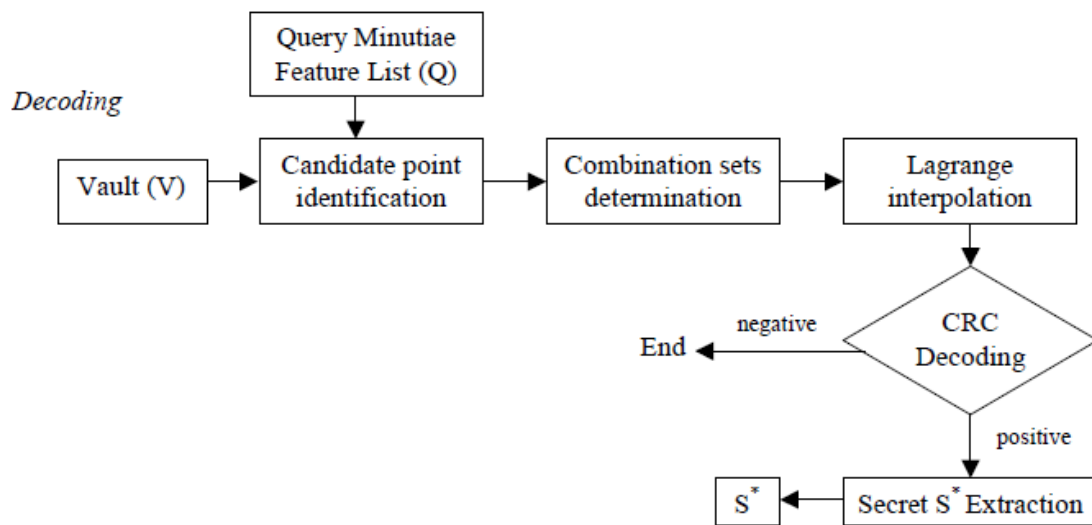 Query Minutiae
Feature List (Q)
Decoding
Vault (V)
Candidate point
identification
Combination sets
determination
Lagrange
interpolation
CRC
Decoding
negative
End
positive
Secret S* Extraction
S*